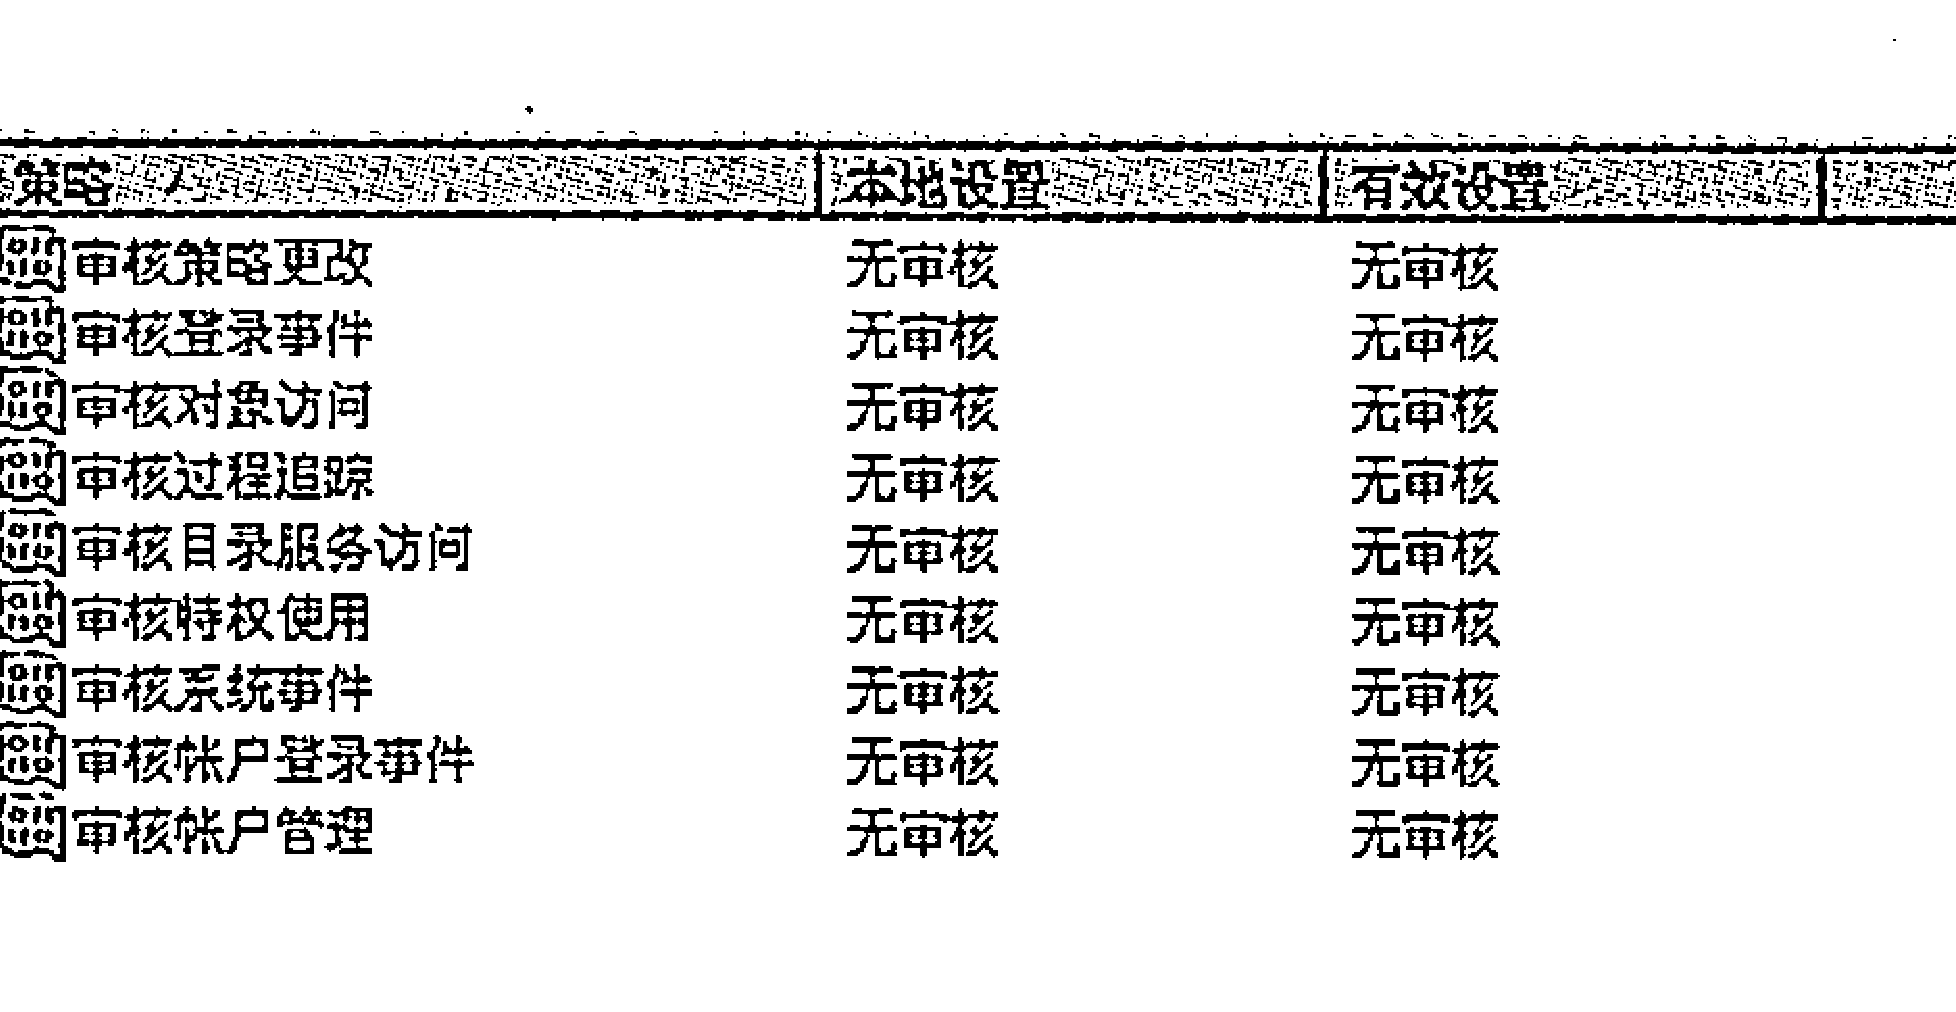 策略 本地设置 有效设置
审核策略更改 无审核 无审核
审核登录事件 无审核 无审核
审核对象访问 无审核 无审核
审核过程追踪 无审核 无审核
审核目录服务访问 无审核 无审核
审核特权使用 无审核 无审核
审核系统事件 无审核 无审核
审核帐户登录事件 无审核 无审核
审核帐户管理 无审核 无审核